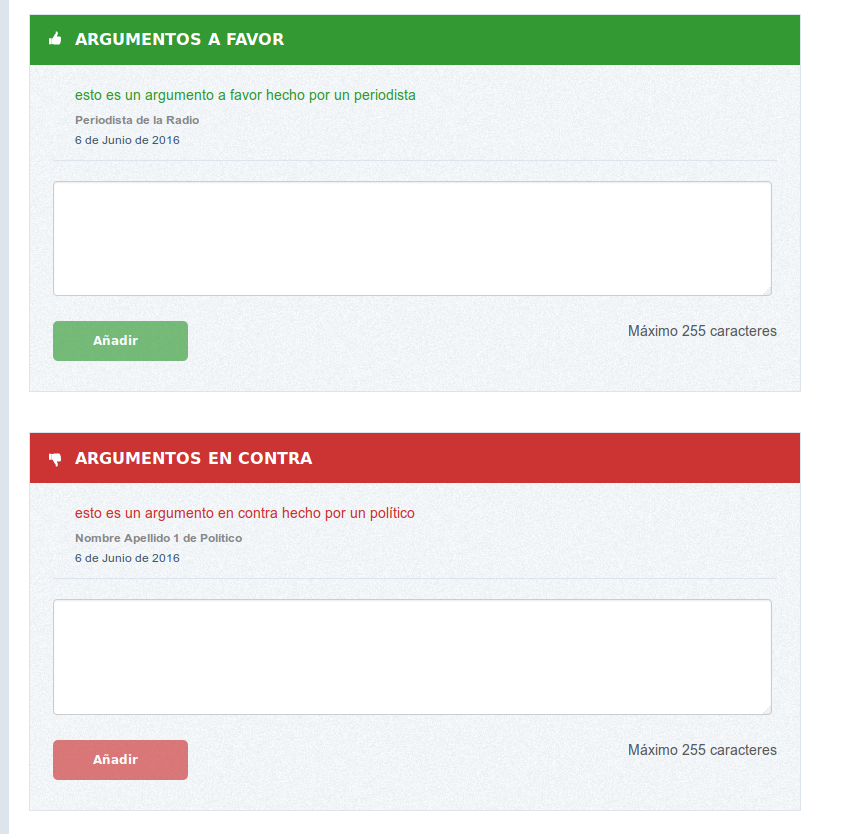 ARGUMENTOS A FAVOR
esto es un argumento a favor hecho por un periodista
Periodista de la Radio
6 de Junio de 2016
Añadir
Máximo 255 caracteres
ARGUMENTOS EN CONTRA
esto es un argumento en contra hecho por un político
Nombre Apellido 1 de Político
6 de Junio de 2016
Añadir
Máximo 255 caracteres